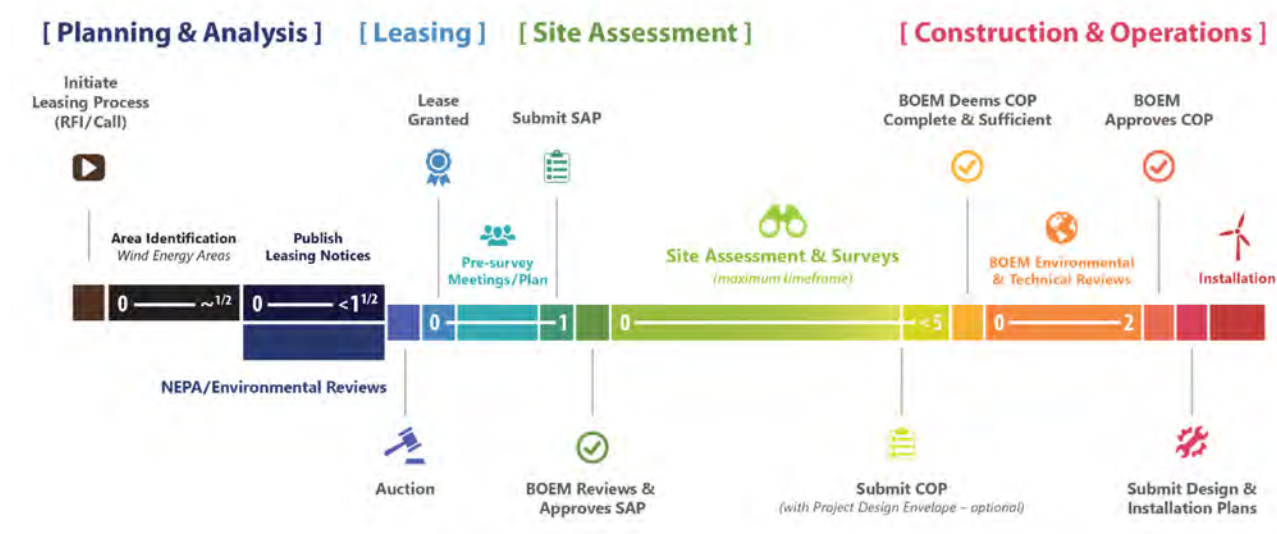 [ Planning & Analysis ]
[ Leasing ]
[ Site Assessment ]
[ Construction & Operations ]
Initiate
Leasing Process
(RFI/Call)
Lease
Granted
Submit SAP
BOEM Deems COP
Complete & Sufficient
BOEM
Approves COP
Area Identification
Wind Energy Areas
Publish
Leasing Notices
Pre-survey
Meetings/Plan
Site Assessment & Surveys
(maximum timeframe)
BOEM Environmental
& Technical Reviews
Installation
0 ~1/2
0 <1 1/2
0 1
0 <5
0 2
NEPA/Environmental Reviews
Auction
BOEM Reviews &
Approves SAP
Submit COP
(with Project Design Envelope – optional)
Submit Design &
Installation Plans